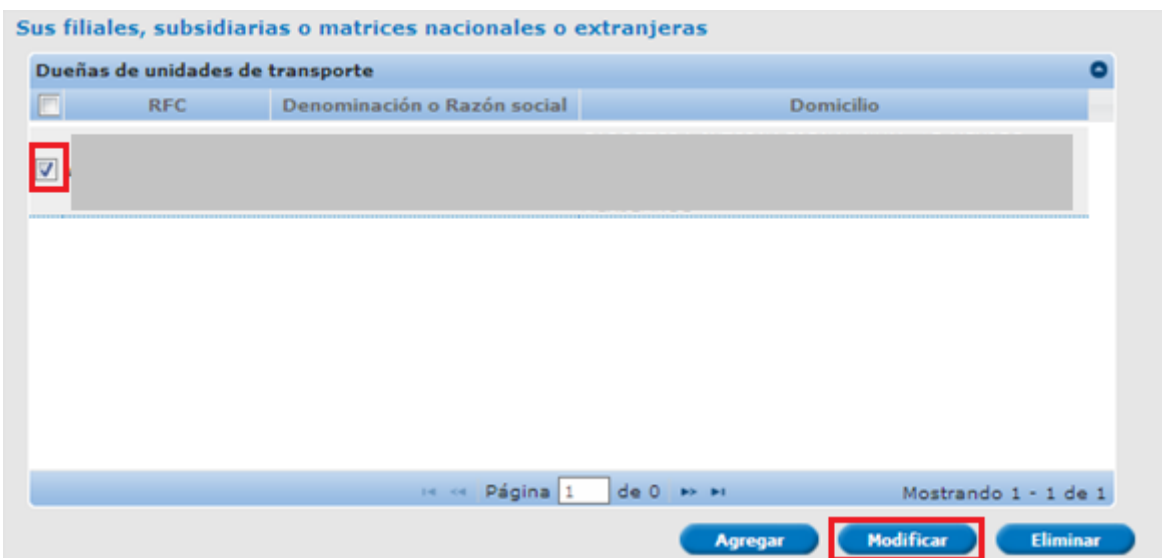 Sus filiales, subsidiarias o matrices nacionales o extranjeras
Dueñas de unidades de transporte
RFC Denominación o Razón social Domicilio
Página 1 de 0 Mostrando 1 - 1 de 1
Agregar Modificar Eliminar